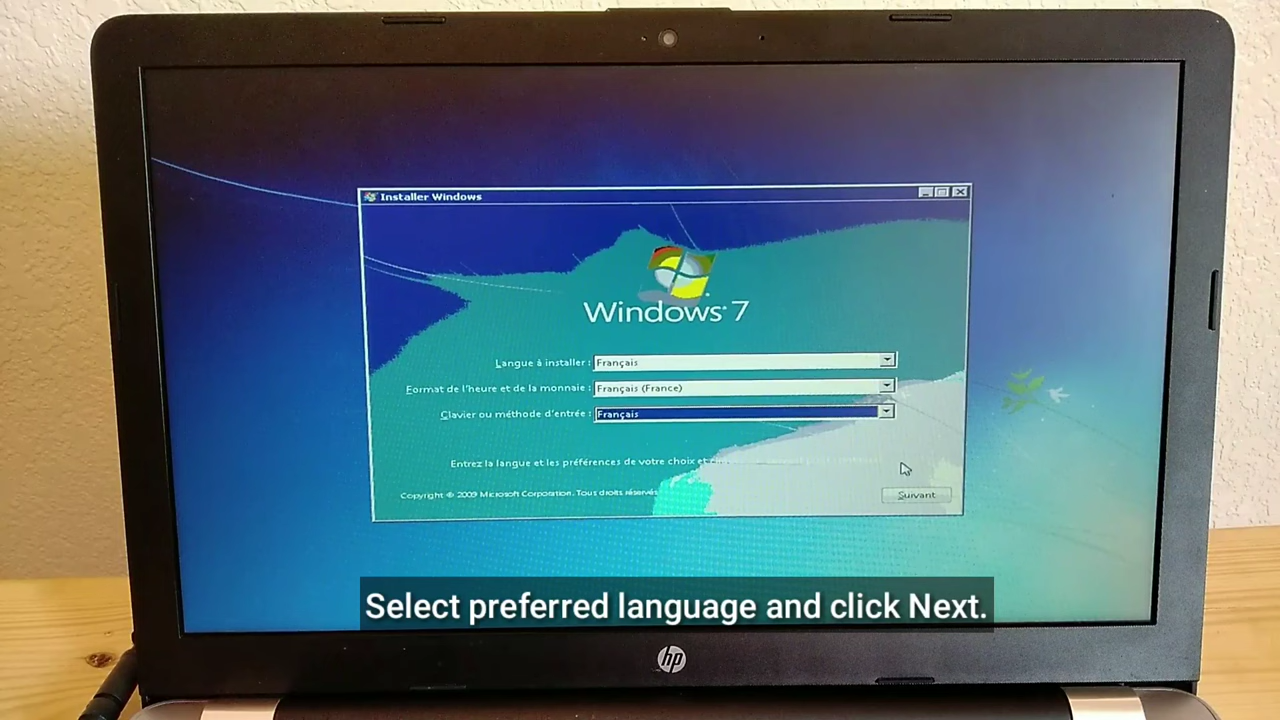 Installer Windows
Windows 7
Langue à installer : Français
Format de l'heure et de la monnaie : Français (France)
Clavier ou méthode d'entrée : Français
Entrez la langue et les préférences de votre choix et
Copyright © 2009 Microsoft Corporation. Tous droits réservés
Suivant
Select preferred language and click Next.
hp